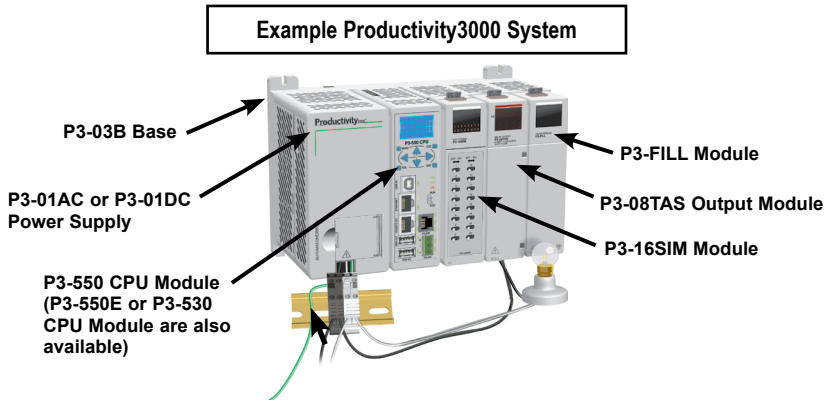 Example Productivity3000 System
P3-03B Base
P3-01AC or P3-01DC
Power Supply
P3-550 CPU Module
(P3-550E or P3-530
CPU Module are also
available)
Productivity3000
P3-550 CPU
P3-FILL Module
P3-08TAS Output Module
P3-16SIM Module